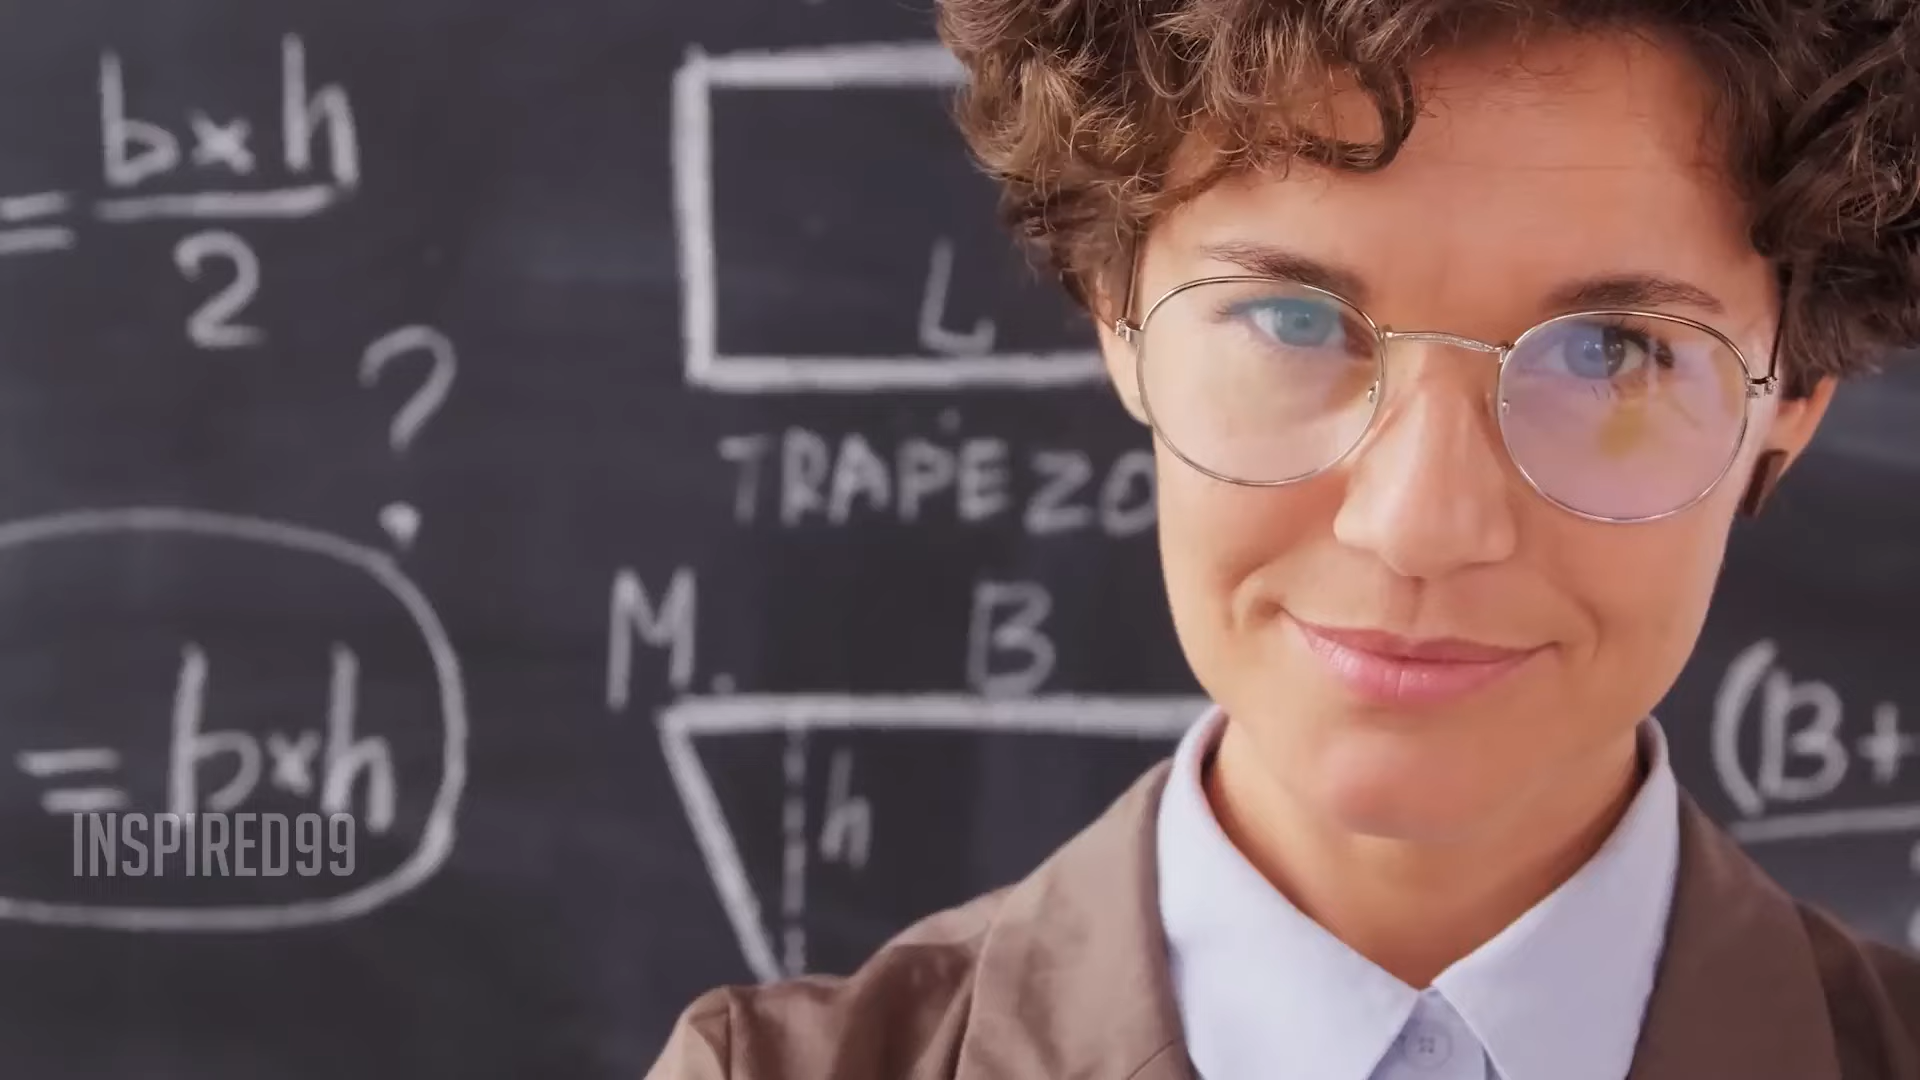 = b×h
2
?
L
TRAPEZO
M. B
h
= b×h
(B+
INSPIRED99